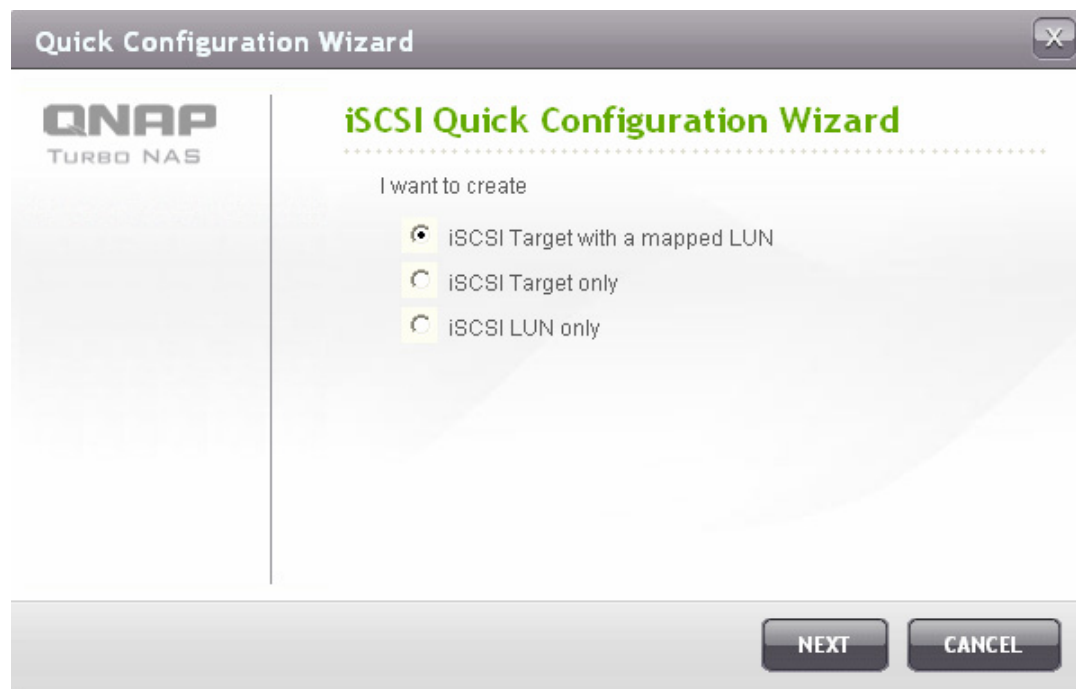 Quick Configuration Wizard
X
QNAP
TURBO NAS
iSCSI Quick Configuration Wizard
I want to create
iSCSI Target with a mapped LUN
iSCSI Target only
iSCSI LUN only
NEXT
CANCEL